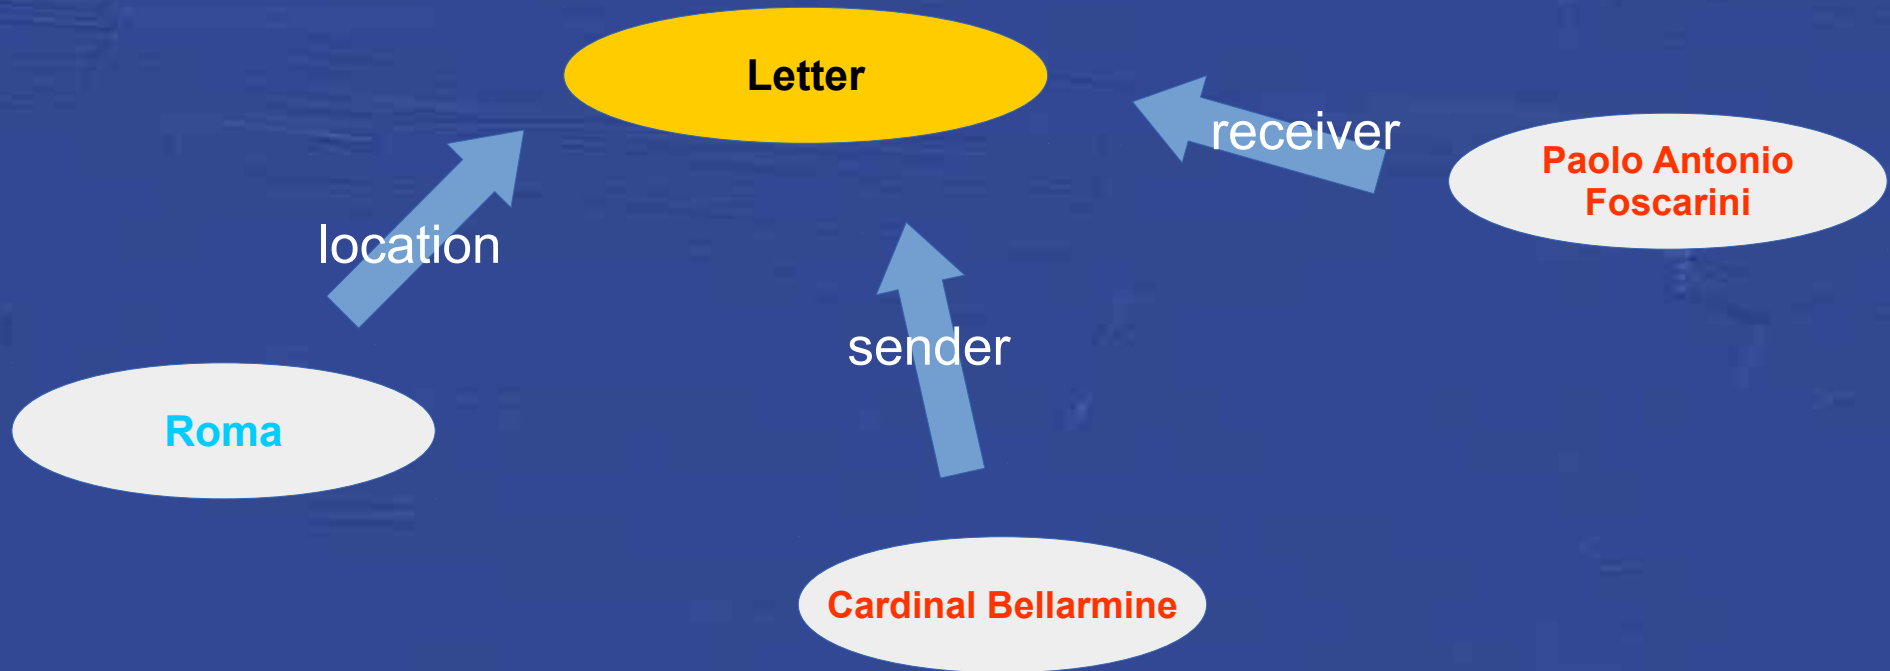 Letter
receiver
Paolo Antonio
Foscarini
location
sender
Roma
Cardinal Bellarmine